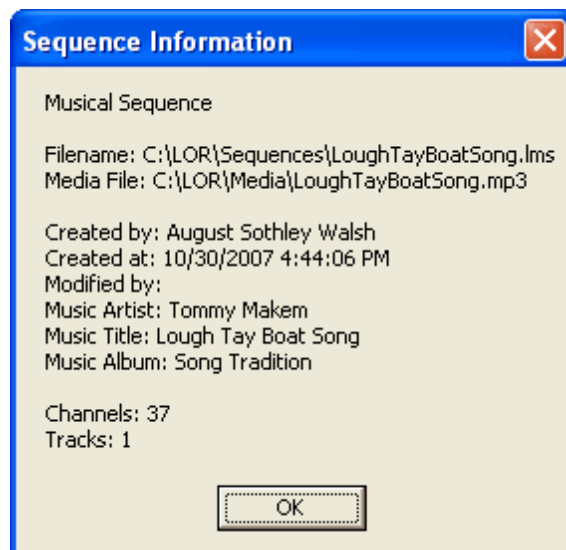 Sequence Information
Musical Sequence
Filename: C:\LOR\Sequences\LoughTayBoatSong.lms
Media File: C:\LOR\Media\LoughTayBoatSong.mp3
Created by: August Sothley Walsh
Created at: 10/30/2007 4:44:06 PM
Modified by:
Music Artist: Tommy Makem
Music Title: Lough Tay Boat Song
Music Album: Song Tradition
Channels: 37
Tracks: 1
OK